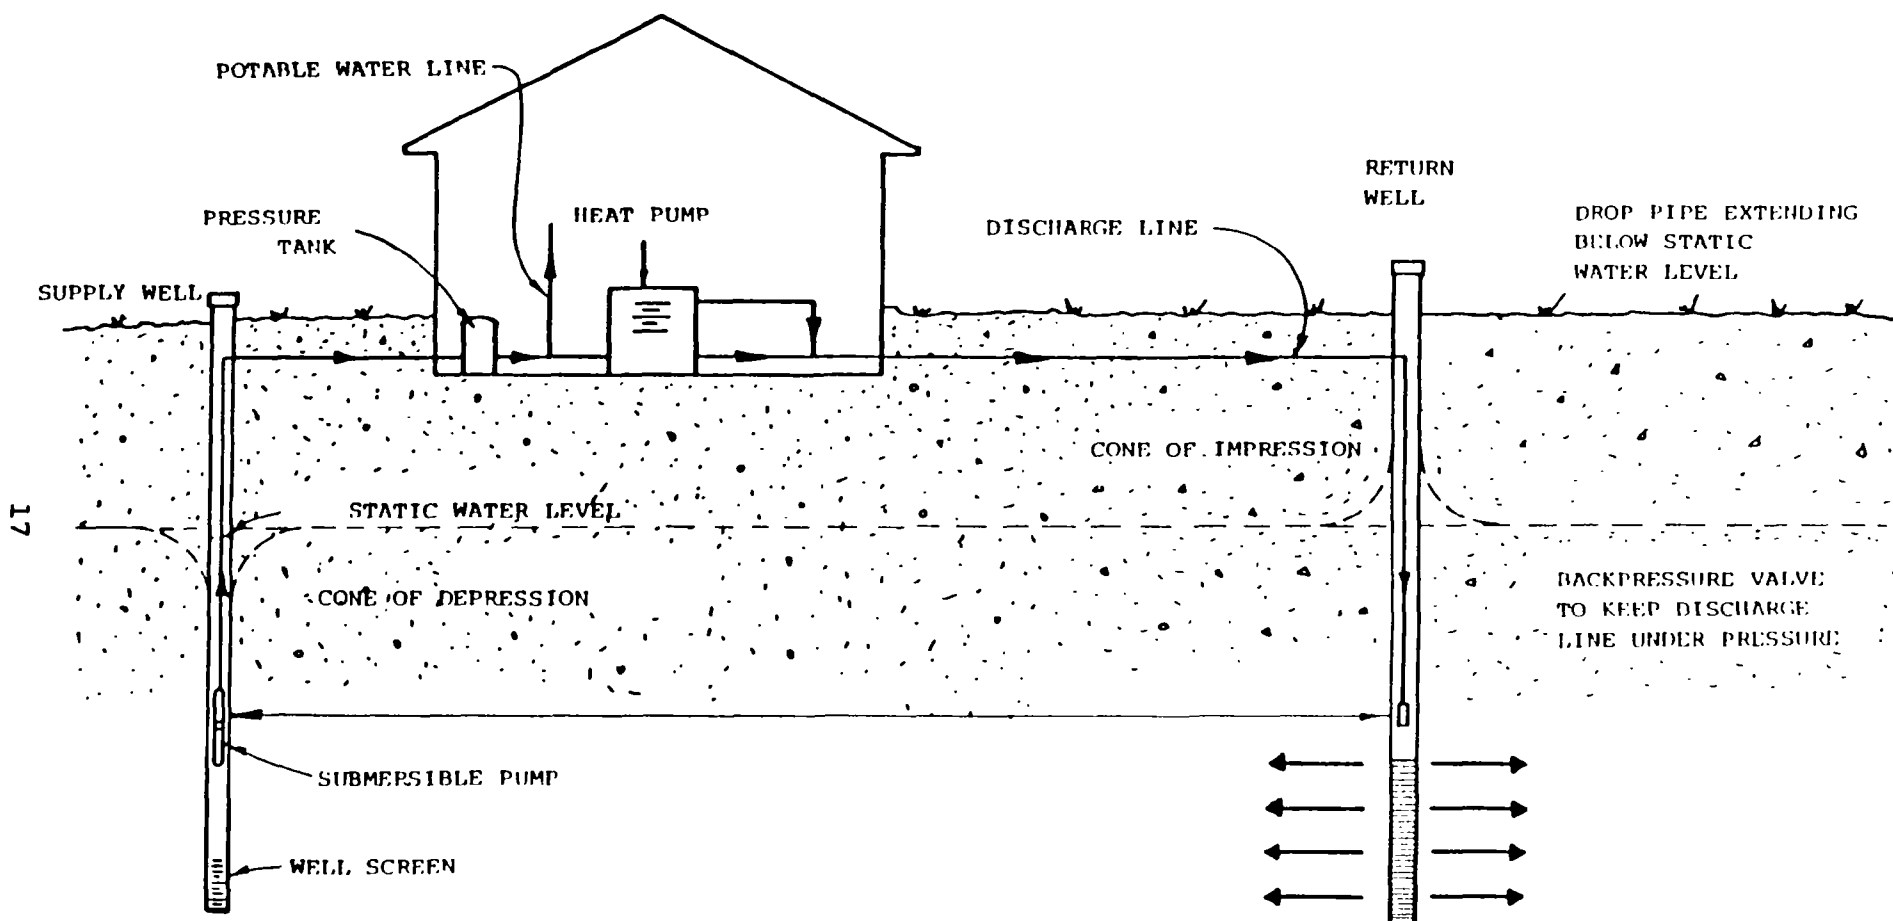 POTABLE WATER LINE
RETURN
WELL
PRESSURE
TANK
HEAT PUMP
DISCHARGE LINE
DROP PIPE EXTENDING
BELOW STATIC
WATER LEVEL
SUPPLY WELL
CONE OF IMPRESSION
STATIC WATER LEVEL
17
CONE OF DEPRESSION
BACKPRESSURE VALVE
TO KEEP DISCHARGE
LINE UNDER PRESSURE
SUBMERSIBLE PUMP
WELL SCREEN